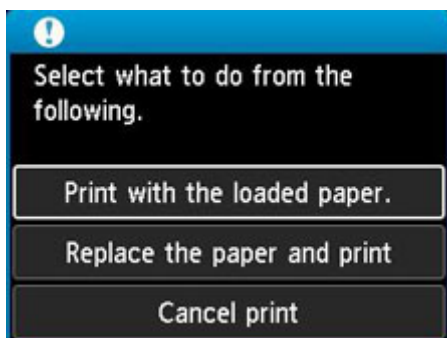 Select what to do from the
following.
Print with the loaded paper.
Replace the paper and print
Cancel print